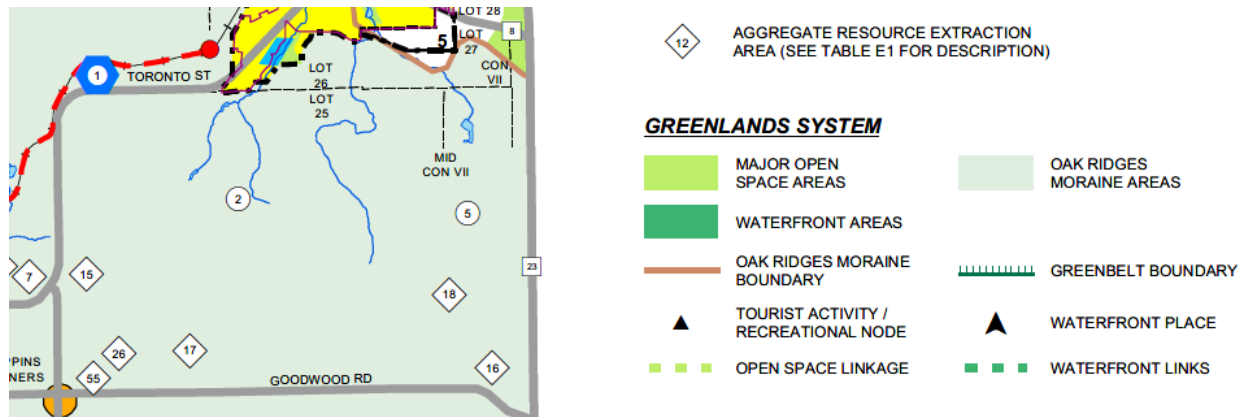 LOT 28
8
5
LOT
27
CON
VII
1
TORONTO ST
LOT
26
LOT
25
MID
CON VII
2
5
23
7
15
18
26
17
55
16
GOODWOOD RD
PPINS
NERS
12
AGGREGATE RESOURCE EXTRACTION
AREA (SEE TABLE E1 FOR DESCRIPTION)
GREENLANDS SYSTEM
MAJOR OPEN
SPACE AREAS
OAK RIDGES
MORAINE AREAS
WATERFRONT AREAS
OAK RIDGES MORAINE
BOUNDARY
GREENBELT BOUNDARY
TOURIST ACTIVITY /
RECREATIONAL NODE
WATERFRONT PLACE
OPEN SPACE LINKAGE
WATERFRONT LINKS